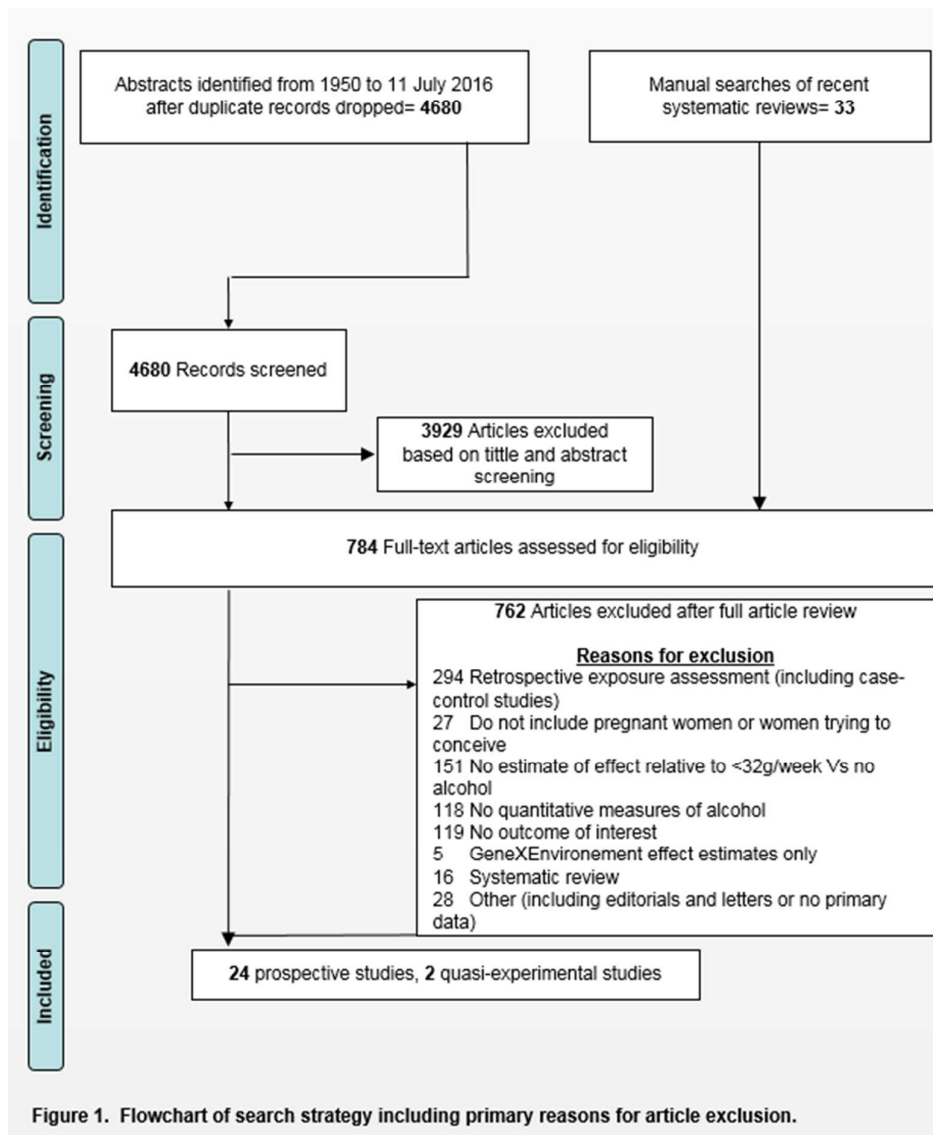 Identification
Abstracts identified from 1950 to 11 July 2016
after duplicate records dropped= 4680
Manual searches of recent
systematic reviews= 33
Screening
4680 Records screened
3929 Articles excluded
based on tittle and abstract
screening
Eligibility
784 Full-text articles assessed for eligibility
762 Articles excluded after full article review
Reasons for exclusion
294 Retrospective exposure assessment (including case-
control studies)
27 Do not include pregnant women or women trying to
conceive
151 No estimate of effect relative to <32g/week Vs no
alcohol
118 No quantitative measures of alcohol
119 No outcome of interest
5 GeneXEnvironement effect estimates only
16 Systematic review
28 Other (including editorials and letters or no primary
data)
Included
24 prospective studies, 2 quasi-experimental studies
Figure 1. Flowchart of search strategy including primary reasons for article exclusion.